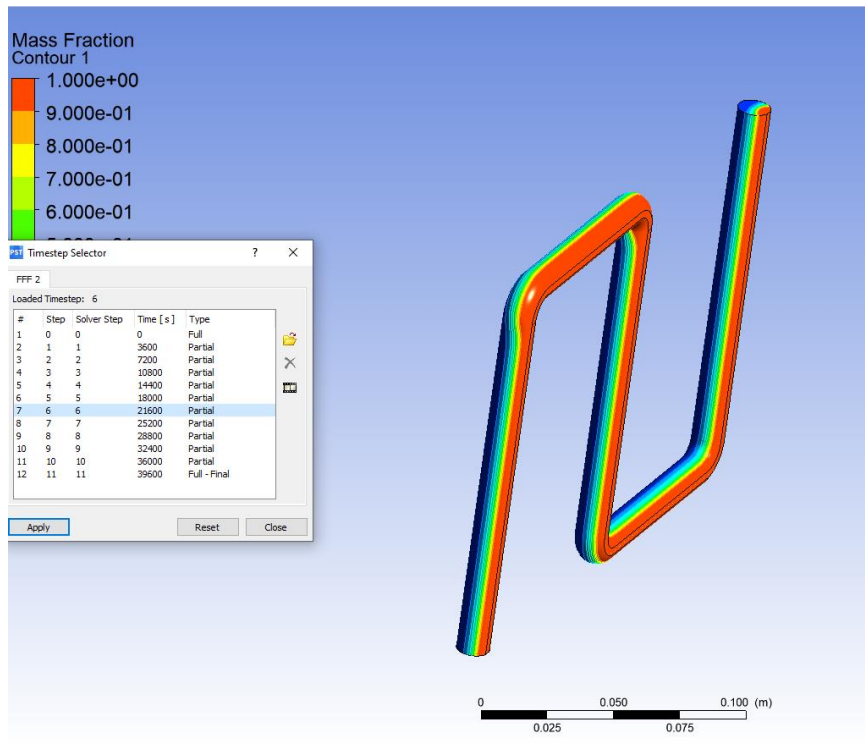 Mass Fraction
Contour 1
1.000e+00
9.000e-01
8.000e-01
7.000e-01
6.000e-01
PST Timestep Selector ? ×
FFF 2
Loaded Timestep: 6
# Step Solver Step Time [ s ] Type
1 0 0 0 Full
2 1 1 3600 Partial
3 2 2 7200 Partial
4 3 3 10800 Partial
5 4 4 14400 Partial
6 5 5 18000 Partial
7 6 6 21600 Partial
8 7 7 25200 Partial
9 8 8 28800 Partial
10 9 9 32400 Partial
11 10 10 36000 Partial
12 11 11 39600 Full - Final
Apply Reset Close
0 0.050 0.100 (m)
0.025 0.075